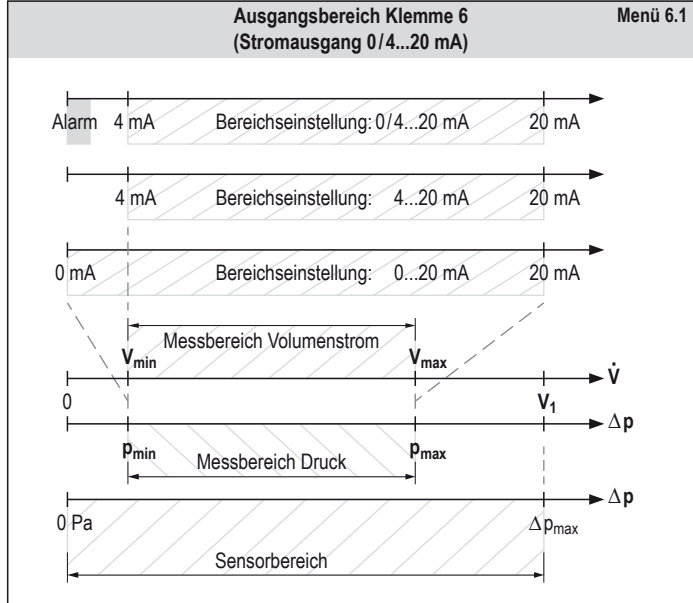 Ausgangsbereich Klemme 6 Menü 6.1
(Stromausgang 0/4...20 mA)
Alarm 4 mA Bereichseinstellung: 0/4...20 mA 20 mA
4 mA Bereichseinstellung: 4...20 mA 20 mA
0 mA Bereichseinstellung: 0...20 mA 20 mA
Messbereich Volumenstrom
Vmin Vmax
V̇
0 V1
Δp
pmin Messbereich Druck pmax
Δp
0 Pa Δpmax
Sensorbereich